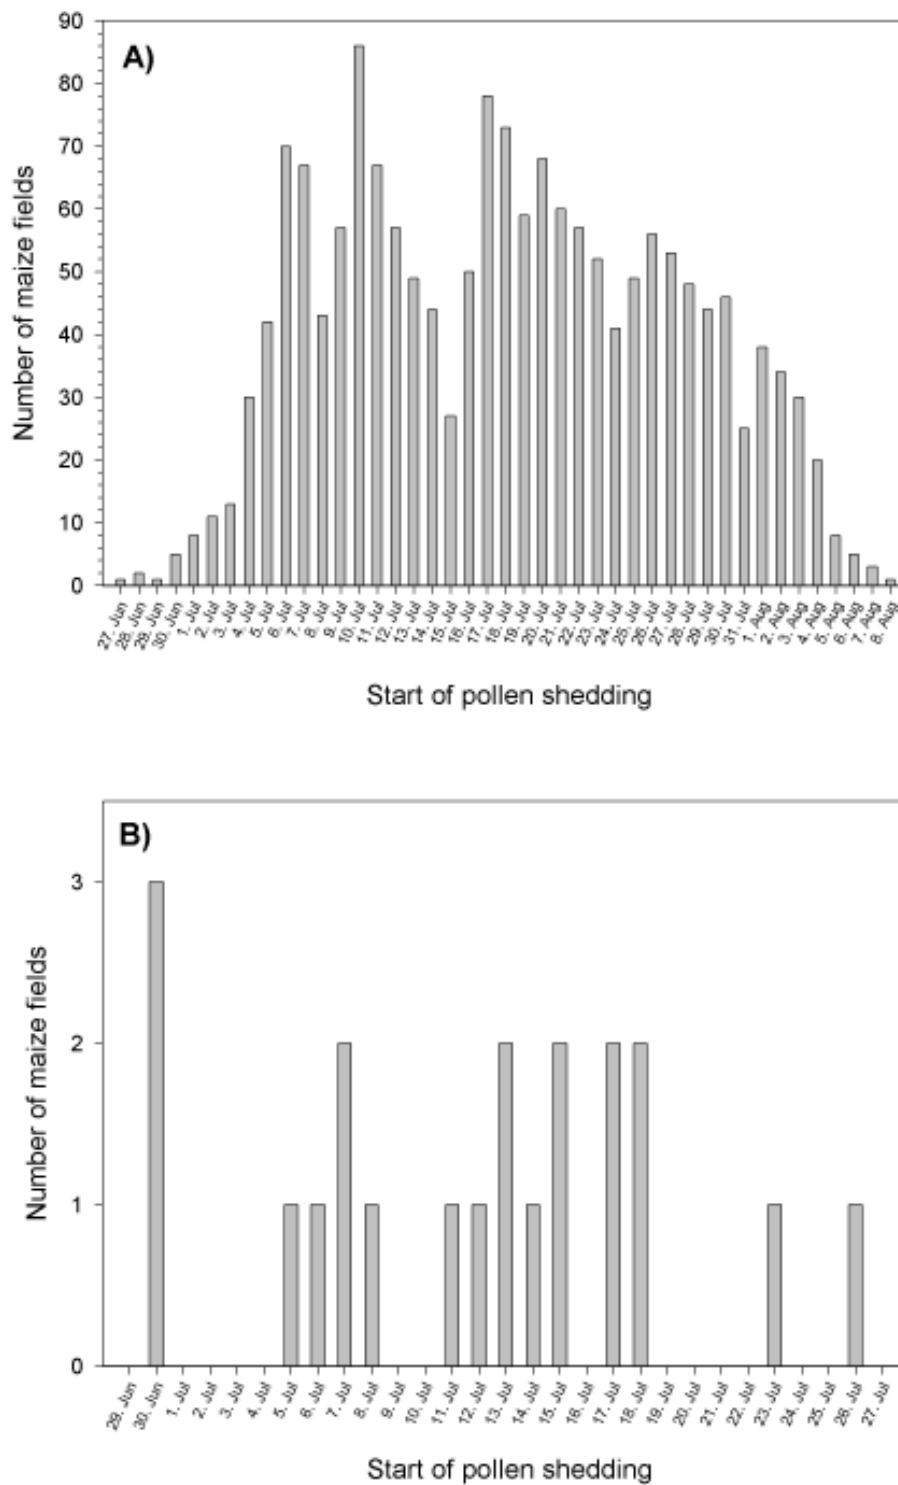 A)
90
80
70
60
50
40
30
20
10
0
Number of maize fields
27. Jun
28. Jun
29. Jun
30. Jun
1. Jul
2. Jul
3. Jul
4. Jul
5. Jul
6. Jul
7. Jul
8. Jul
9. Jul
10. Jul
11. Jul
12. Jul
13. Jul
14. Jul
15. Jul
16. Jul
17. Jul
18. Jul
19. Jul
20. Jul
21. Jul
22. Jul
23. Jul
24. Jul
25. Jul
26. Jul
27. Jul
28. Jul
29. Jul
30. Jul
31. Jul
1. Aug
2. Aug
3. Aug
4. Aug
5. Aug
6. Aug
7. Aug
8. Aug
Start of pollen shedding
B)
3
2
1
0
Number of maize fields
29. Jun
30. Jun
1. Jul
2. Jul
3. Jul
4. Jul
5. Jul
6. Jul
7. Jul
8. Jul
9. Jul
10. Jul
11. Jul
12. Jul
13. Jul
14. Jul
15. Jul
16. Jul
17. Jul
18. Jul
19. Jul
20. Jul
21. Jul
22. Jul
23. Jul
24. Jul
25. Jul
26. Jul
27. Jul
Start of pollen shedding